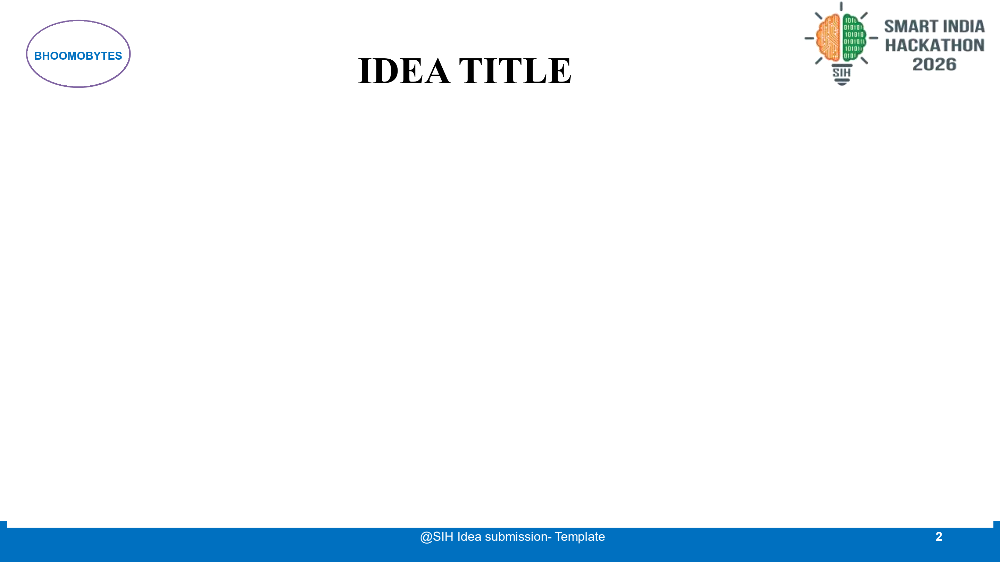 BHOOMOBYTES
IDEA TITLE
SMART INDIA
HACKATHON
2026
SIH
@SIH Idea submission- Template
2